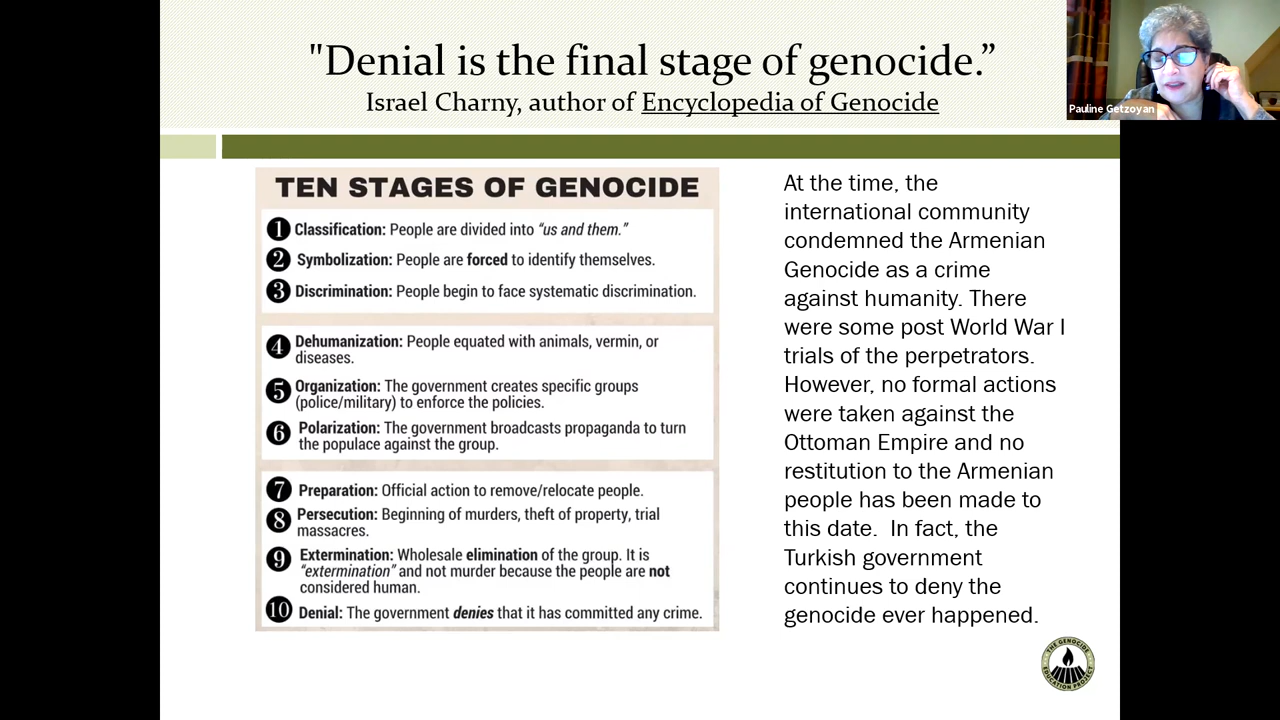 "Denial is the final stage of genocide.”
Israel Charny, author of Encyclopedia of Genocide
Pauline Getzoyan
TEN STAGES OF GENOCIDE
1 Classification: People are divided into “us and them.”
2 Symbolization: People are forced to identify themselves.
3 Discrimination: People begin to face systematic discrimination.
4 Dehumanization: People equated with animals, vermin, or
diseases.
5 Organization: The government creates specific groups
(police/military) to enforce the policies.
6 Polarization: The government broadcasts propaganda to turn
the populace against the group.
7 Preparation: Official action to remove/relocate people.
8 Persecution: Beginning of murders, theft of property, trial
massacres.
9 Extermination: Wholesale elimination of the group. It is
“extermination” and not murder because the people are not
considered human.
10 Denial: The government denies that it has committed any crime.
At the time, the
international community
condemned the Armenian
Genocide as a crime
against humanity. There
were some post World War I
trials of the perpetrators.
However, no formal actions
were taken against the
Ottoman Empire and no
restitution to the Armenian
people has been made to
this date.  In fact, the
Turkish government
continues to deny the
genocide ever happened.
THE GENOCIDE
EDUCATION PROJECT